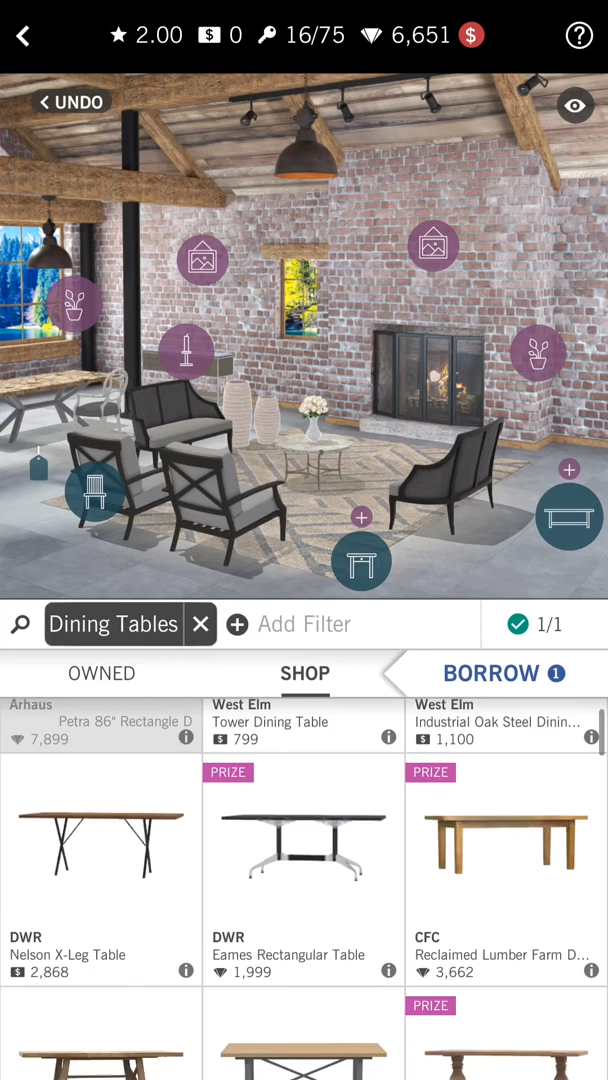 2.00 0 16/75 6,651 $ ?
UNDO
Dining Tables Add Filter 1/1
OWNED SHOP BORROW 1
Arhaus
Petra 86" Rectangle D
7,899
West Elm
Tower Dining Table
799
West Elm
Industrial Oak Steel Dinin...
1,100
DWR
Nelson X-Leg Table
2,868
PRIZE
DWR
Eames Rectangular Table
1,999
PRIZE
CFC
Reclaimed Lumber Farm D...
3,662
PRIZE